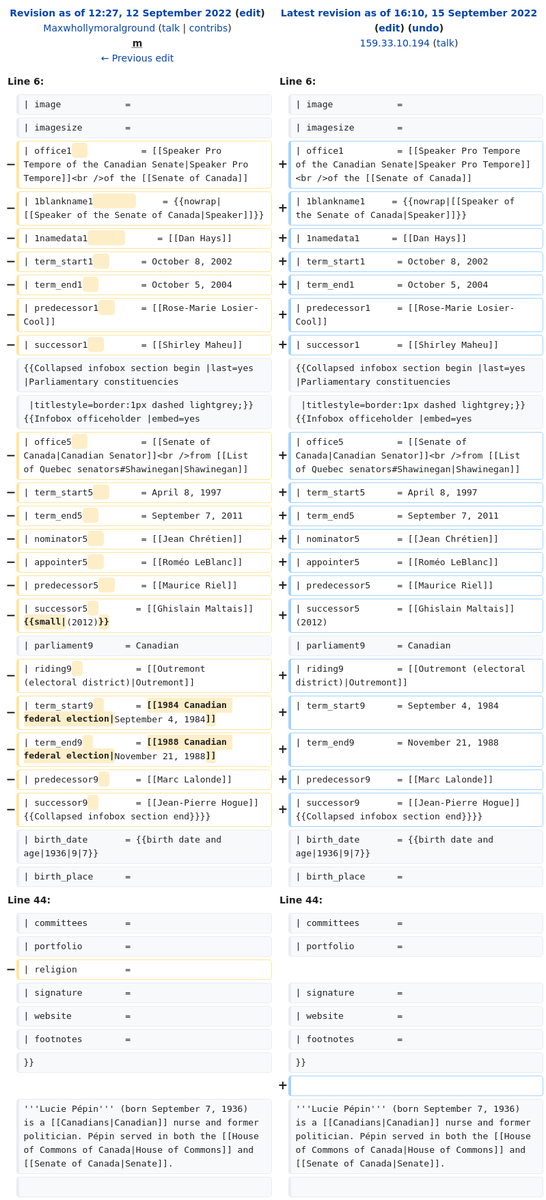 Revision as of 12:27, 12 September 2022 (edit)
Maxwhollymoralground (talk | contribs)
m
← Previous edit
Latest revision as of 16:10, 15 September 2022
(edit) (undo)
159.33.10.194 (talk)
Line 6:
| image =
| imagesize =
− | office1 = [[Speaker Pro
Tempore of the Canadian Senate|Speaker Pro
Tempore]]<br />of the [[Senate of Canada]]
− | 1blankname1 = {{nowrap|
[[Speaker of the Senate of Canada|Speaker]]}}
− | 1namedata1 = [[Dan Hays]]
− | term_start1 = October 8, 2002
− | term_end1 = October 5, 2004
− | predecessor1 = [[Rose-Marie Losier-
Cool]]
− | successor1 = [[Shirley Maheu]]
{{Collapsed infobox section begin |last=yes
|Parliamentary constituencies
|titlestyle=border:1px dashed lightgrey;}}
{{Infobox officeholder |embed=yes
− | office5 = [[Senate of
Canada|Canadian Senator]]<br />from [[List
of Quebec senators#Shawinegan|Shawinegan]]
− | term_start5 = April 8, 1997
− | term_end5 = September 7, 2011
− | nominator5 = [[Jean Chrétien]]
− | appointer5 = [[Roméo LeBlanc]]
− | predecessor5 = [[Maurice Riel]]
− | successor5 = [[Ghislain Maltais]]
{{small|(2012)}}
| parliament9 = Canadian
− | riding9 = [[Outremont
(electoral district)|Outremont]]
− | term_start9 = [[1984 Canadian
federal election|September 4, 1984]]
− | term_end9 = [[1988 Canadian
federal election|November 21, 1988]]
− | predecessor9 = [[Marc Lalonde]]
− | successor9 = [[Jean-Pierre Hogue]]
{{Collapsed infobox section end}}}}
| birth_date = {{birth date and
age|1936|9|7}}
| birth_place =
Line 44:
| committees =
| portfolio =
− | religion =
| signature =
| website =
| footnotes =
}}
'''Lucie Pépin''' (born September 7, 1936)
is a [[Canadians|Canadian]] nurse and former
politician. Pépin served in both the [[House
of Commons of Canada|House of Commons]] and
[[Senate of Canada|Senate]].
Line 6:
| image =
| imagesize =
+ | office1 = [[Speaker Pro Tempore
of the Canadian Senate|Speaker Pro Tempore]]
<br />of the [[Senate of Canada]]
+ | 1blankname1 = {{nowrap|[[Speaker of
the Senate of Canada|Speaker]]}}
+ | 1namedata1 = [[Dan Hays]]
+ | term_start1 = October 8, 2002
+ | term_end1 = October 5, 2004
+ | predecessor1 = [[Rose-Marie Losier-
Cool]]
+ | successor1 = [[Shirley Maheu]]
{{Collapsed infobox section begin |last=yes
|Parliamentary constituencies
|titlestyle=border:1px dashed lightgrey;}}
{{Infobox officeholder |embed=yes
+ | office5 = [[Senate of
Canada|Canadian Senator]]<br />from [[List
of Quebec senators#Shawinegan|Shawinegan]]
+ | term_start5 = April 8, 1997
+ | term_end5 = September 7, 2011
+ | nominator5 = [[Jean Chrétien]]
+ | appointer5 = [[Roméo LeBlanc]]
+ | predecessor5 = [[Maurice Riel]]
+ | successor5 = [[Ghislain Maltais]]
(2012)
| parliament9 = Canadian
+ | riding9 = [[Outremont (electoral
district)|Outremont]]
+ | term_start9 = September 4, 1984
+ | term_end9 = November 21, 1988
+ | predecessor9 = [[Marc Lalonde]]
+ | successor9 = [[Jean-Pierre Hogue]]
{{Collapsed infobox section end}}}}
| birth_date = {{birth date and
age|1936|9|7}}
| birth_place =
Line 44:
| committees =
| portfolio =
| signature =
| website =
| footnotes =
}}
+
'''Lucie Pépin''' (born September 7, 1936)
is a [[Canadians|Canadian]] nurse and former
politician. Pépin served in both the [[House
of Commons of Canada|House of Commons]] and
[[Senate of Canada|Senate]].